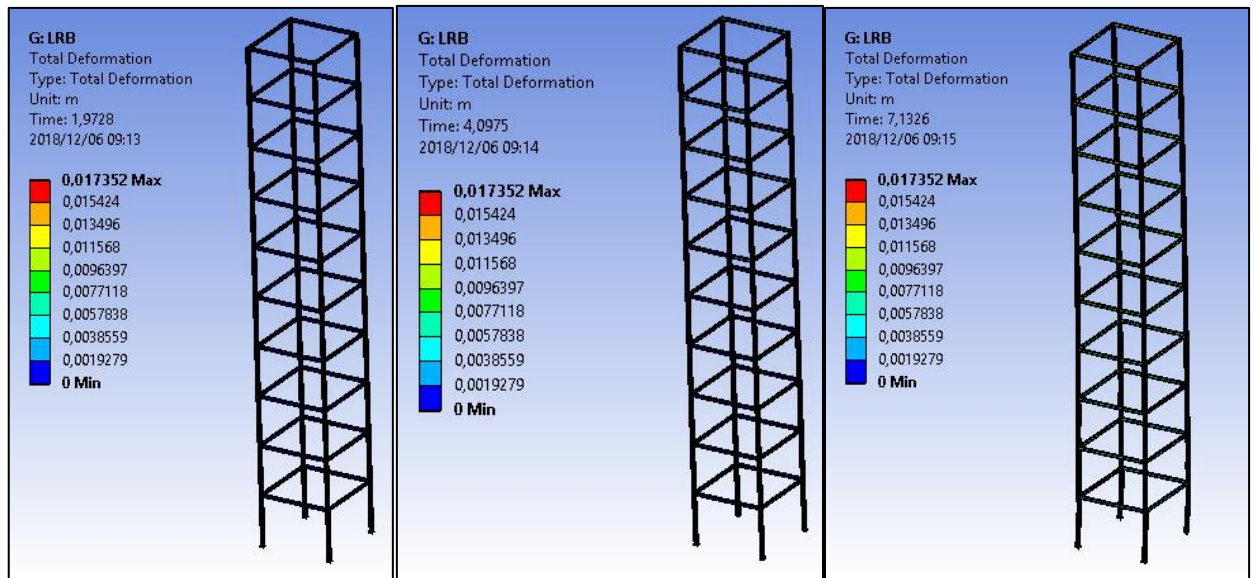 G: LRB
Total Deformation
Type: Total Deformation
Unit: m
Time: 1,9728
2018/12/06 09:13
0,017352 Max
0,015424
0,013496
0,011568
0,0096397
0,0077118
0,0057838
0,0038559
0,0019279
0 Min
G: LRB
Total Deformation
Type: Total Deformation
Unit: m
Time: 4,0975
2018/12/06 09:14
0,017352 Max
0,015424
0,013496
0,011568
0,0096397
0,0077118
0,0057838
0,0038559
0,0019279
0 Min
G: LRB
Total Deformation
Type: Total Deformation
Unit: m
Time: 7,1326
2018/12/06 09:15
0,017352 Max
0,015424
0,013496
0,011568
0,0096397
0,0077118
0,0057838
0,0038559
0,0019279
0 Min